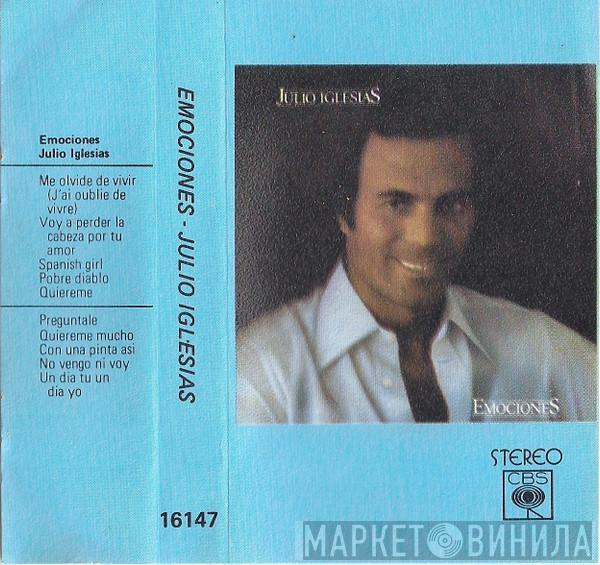 Emociones
Julio Iglesias
Me olvide de vivir
(J'ai oublie de
vivre)
Voy a perder la
cabeza por tu
amor
Spanish girl
Pobre diablo
Quiereme
Preguntale
Quiereme mucho
Con una pinta asi
No vengo ni voy
Un dia tu un
dia yo
EMOCIONES - JULIO IGLESIAS
16147
JULIO IGLESIAS
EMOCIONES
STEREO
CBS
МАРКЕТ ВИНИЛА